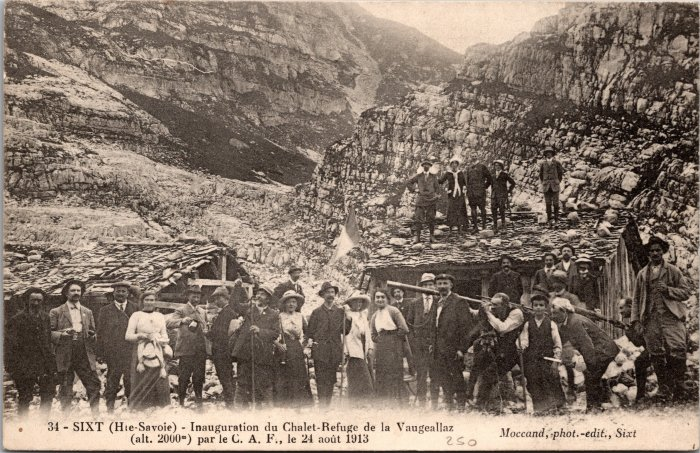 34 - SIXT (Hte-Savoie) - Inauguration du Chalet-Refuge de la Vaugeallaz
(alt. 2000m) par le C. A. F., le 24 août 1913
250
Moccand, phot.-edit., Sixt